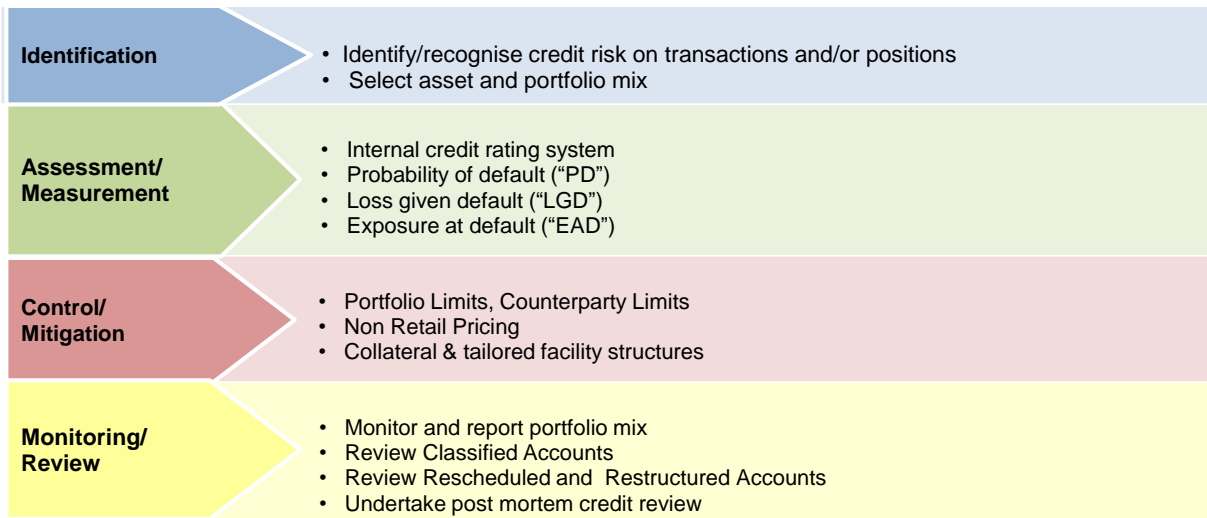 Identification
• Identify/recognise credit risk on transactions and/or positions
• Select asset and portfolio mix
Assessment/
Measurement
• Internal credit rating system
• Probability of default (“PD”)
• Loss given default (“LGD”)
• Exposure at default (“EAD”)
Control/
Mitigation
• Portfolio Limits, Counterparty Limits
• Non Retail Pricing
• Collateral & tailored facility structures
Monitoring/
Review
• Monitor and report portfolio mix
• Review Classified Accounts
• Review Rescheduled and Restructured Accounts
• Undertake post mortem credit review